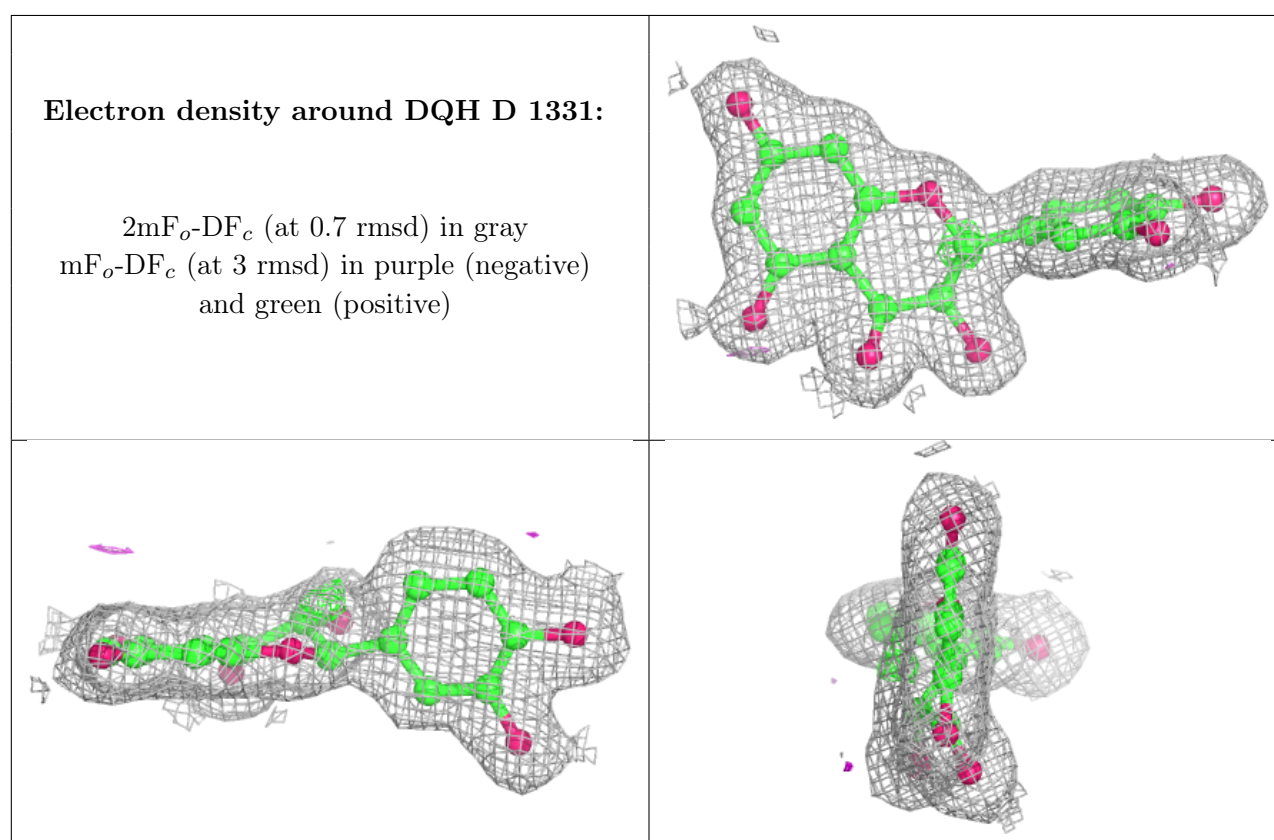 Electron density around DQH D 1331:
2mFo-DFc (at 0.7 rmsd) in gray
mFo-DFc (at 3 rmsd) in purple (negative)
and green (positive)